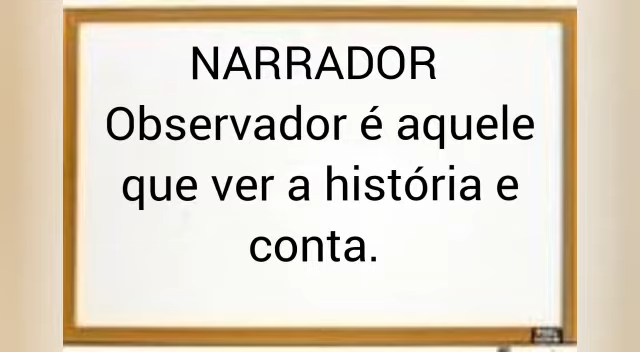 NARRADOR
Observador é aquele
que ver a história e
conta.